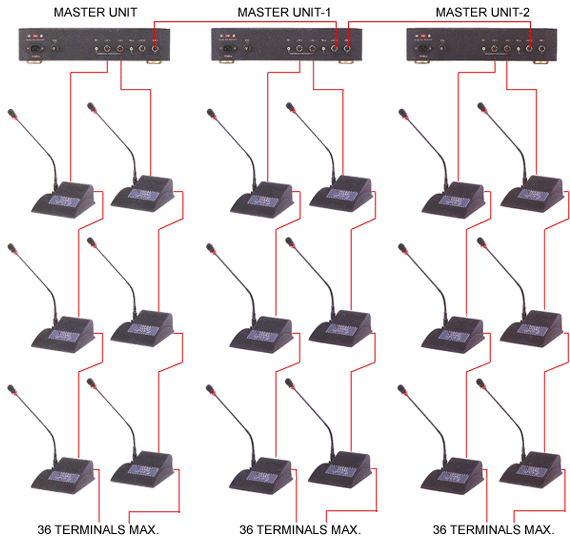 MASTER UNIT
MASTER UNIT-1
MASTER UNIT-2
36 TERMINALS MAX.
36 TERMINALS MAX.
36 TERMINALS MAX.